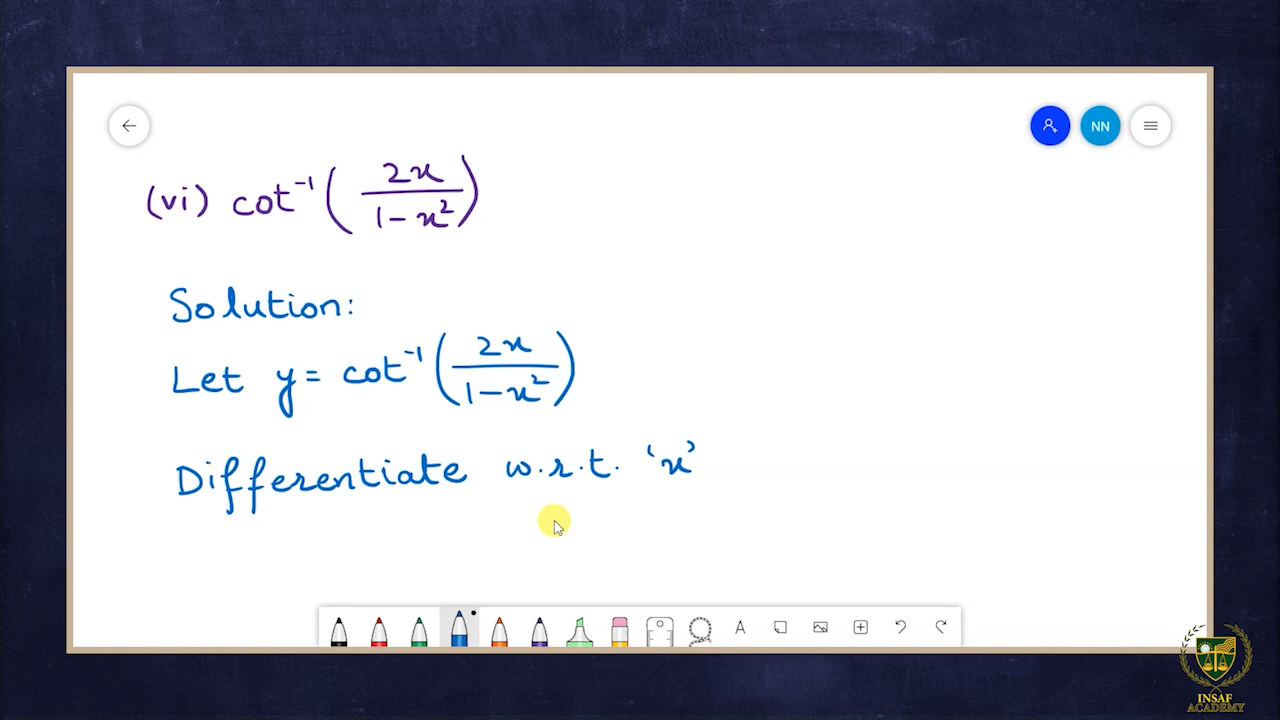 NN
(vi) cot⁻¹ (2x / 1 − x²)
Solution:
Let y = cot⁻¹ (2x / 1 − x²)
Differentiate w.r.t. 'x'
A
INSAF
ACADEMY